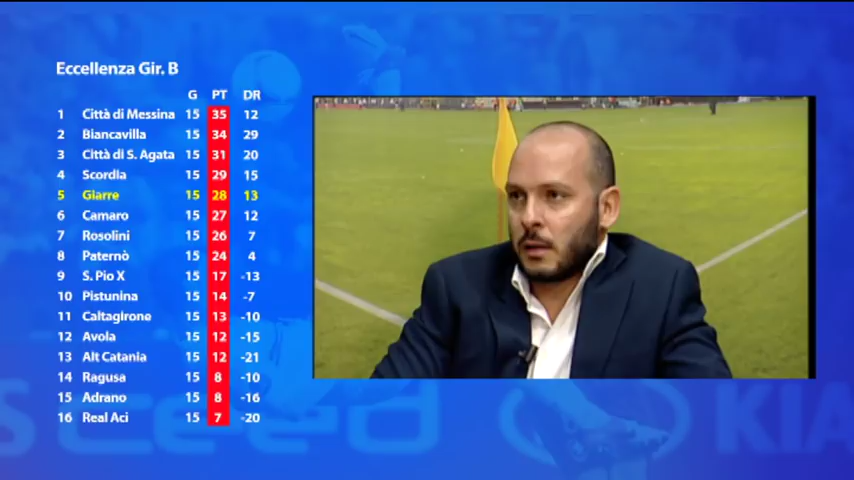 Eccellenza Gir. B
G PT DR
1 Città di Messina 15 35 12
2 Biancavilla 15 34 29
3 Città di S. Agata 15 31 20
4 Scordia 15 29 15
5 Giarre 15 28 13
6 Camaro 15 27 12
7 Rosolini 15 26 7
8 Paternò 15 24 4
9 S. Pio X 15 17 -13
10 Pistunina 15 14 -7
11 Caltagirone 15 13 -10
12 Avola 15 12 -15
13 Atl Catania 15 12 -21
14 Ragusa 15 8 -10
15 Adrano 15 8 -16
16 Real Aci 15 7 -20
KIA